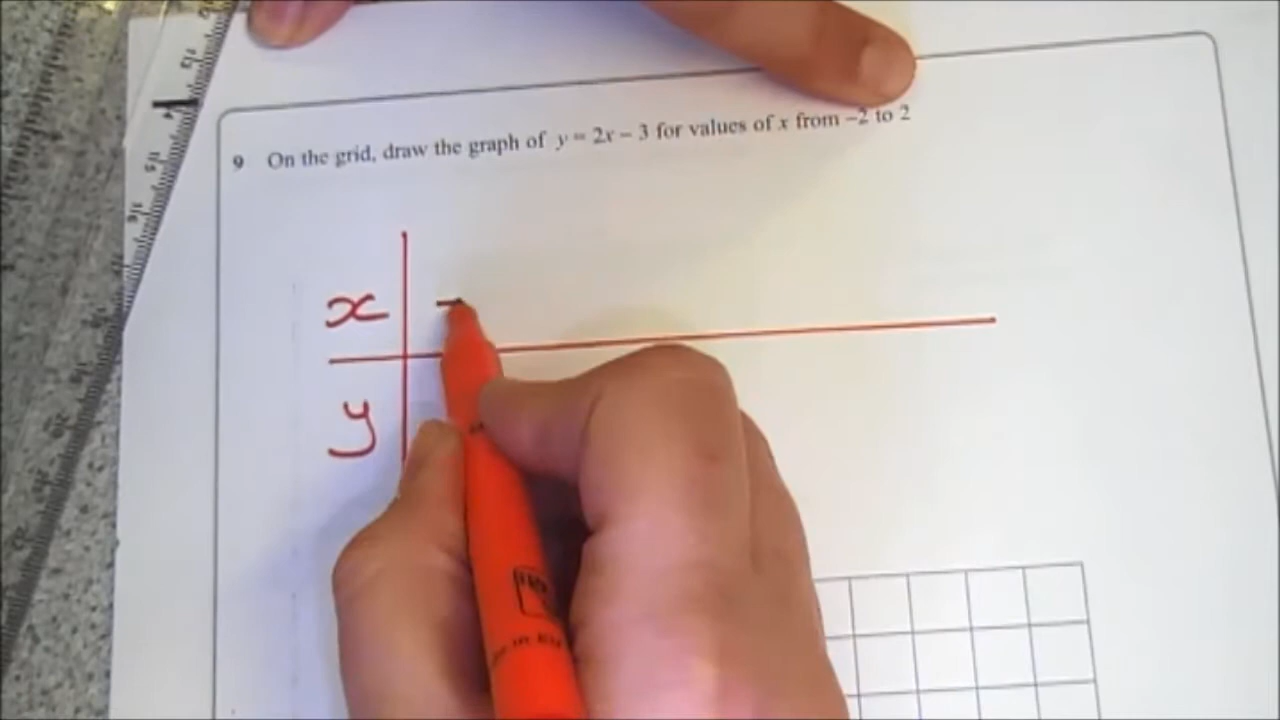 9 On the grid, draw the graph of y = 2x – 3 for values of x from –2 to 2
x –
y